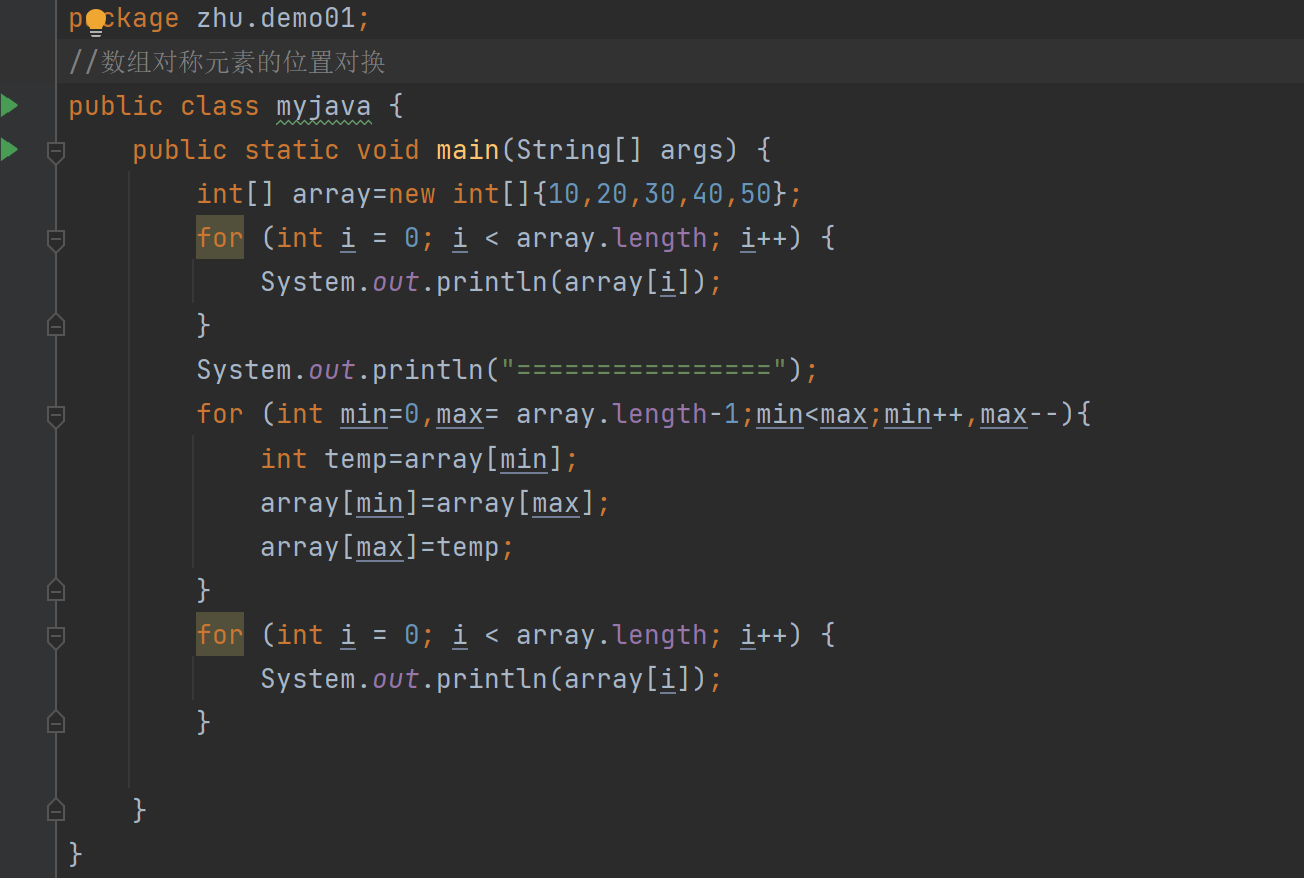 package zhu.demo01;
//数组对称元素的位置对换
public class myjava {
    public static void main(String[] args) {
        int[] array=new int[]{10,20,30,40,50};
        for (int i = 0; i < array.length; i++) {
            System.out.println(array[i]);
        }
        System.out.println("================");
        for (int min=0,max= array.length-1;min<max;min++,max--){
            int temp=array[min];
            array[min]=array[max];
            array[max]=temp;
        }
        for (int i = 0; i < array.length; i++) {
            System.out.println(array[i]);
        }
    }
}